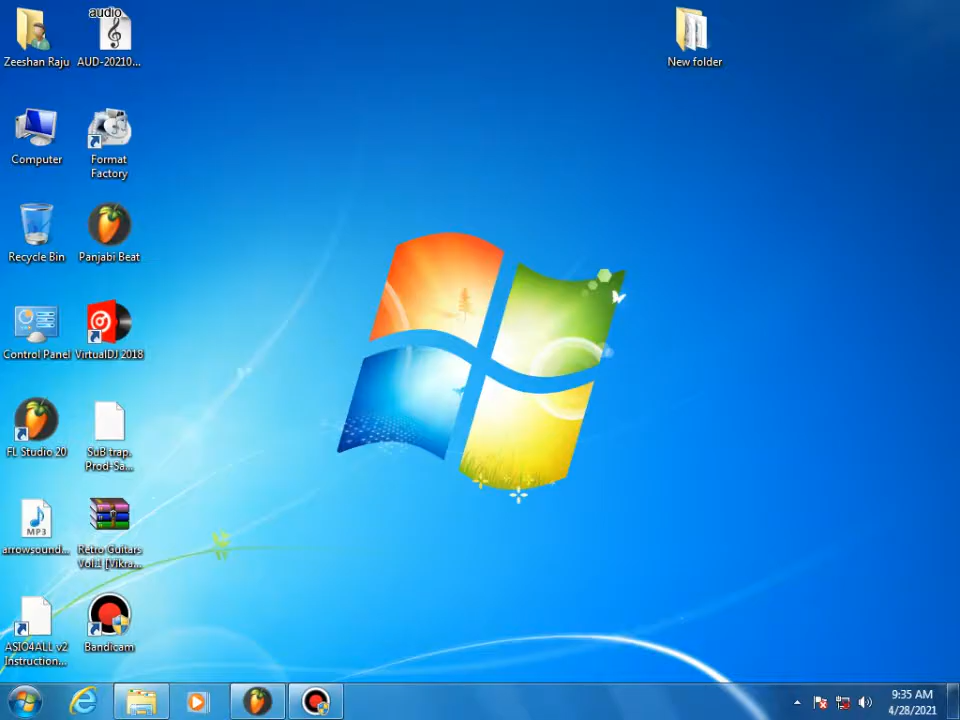 audio
Zeeshan Raju
AUD-20210...
New folder
Computer
Format
Factory
Recycle Bin
Panjabi Beat
Control Panel
VirtualDJ 2018
FL Studio 20
SuB trap.
Prod-Sa...
MP3
arrowsound...
Retro Guitars
Vol.1 [Vikra...
ASIO4ALL v2
Instruction...
Bandicam
9:35 AM
4/28/2021